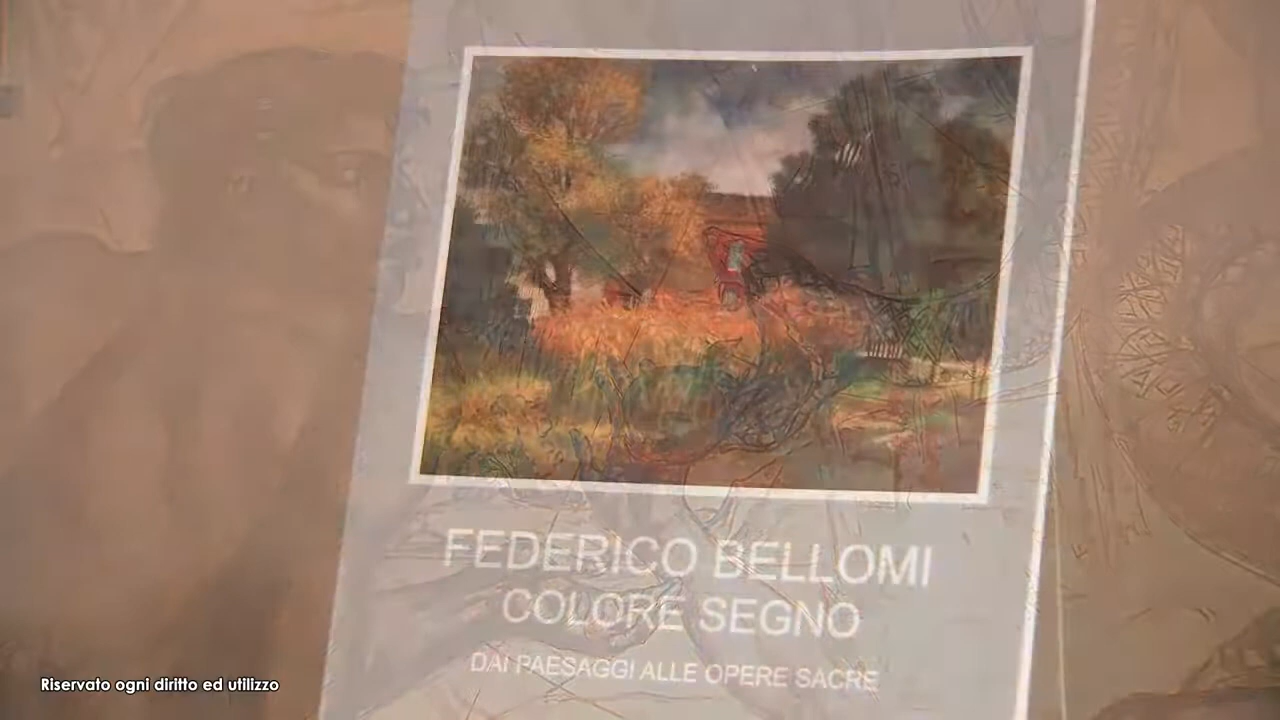 FEDERICO BELLOMI
COLORE SEGNO
DAI PAESAGGI ALLE OPERE SACRE
Riservato ogni diritto ed utilizzo